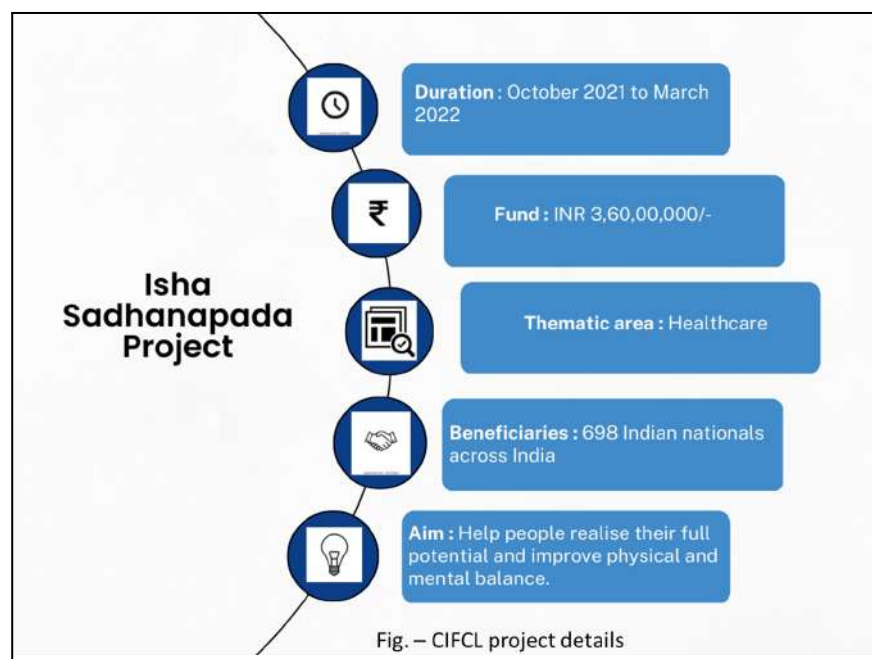 Isha
Sadhanapada
Project
Duration : October 2021 to March
2022
₹
Fund : INR 3,60,00,000/-
Thematic area : Healthcare
Beneficiaries : 698 Indian nationals
across India
Aim : Help people realise their full
potential and improve physical and
mental balance.
Fig. – CIFCL project details